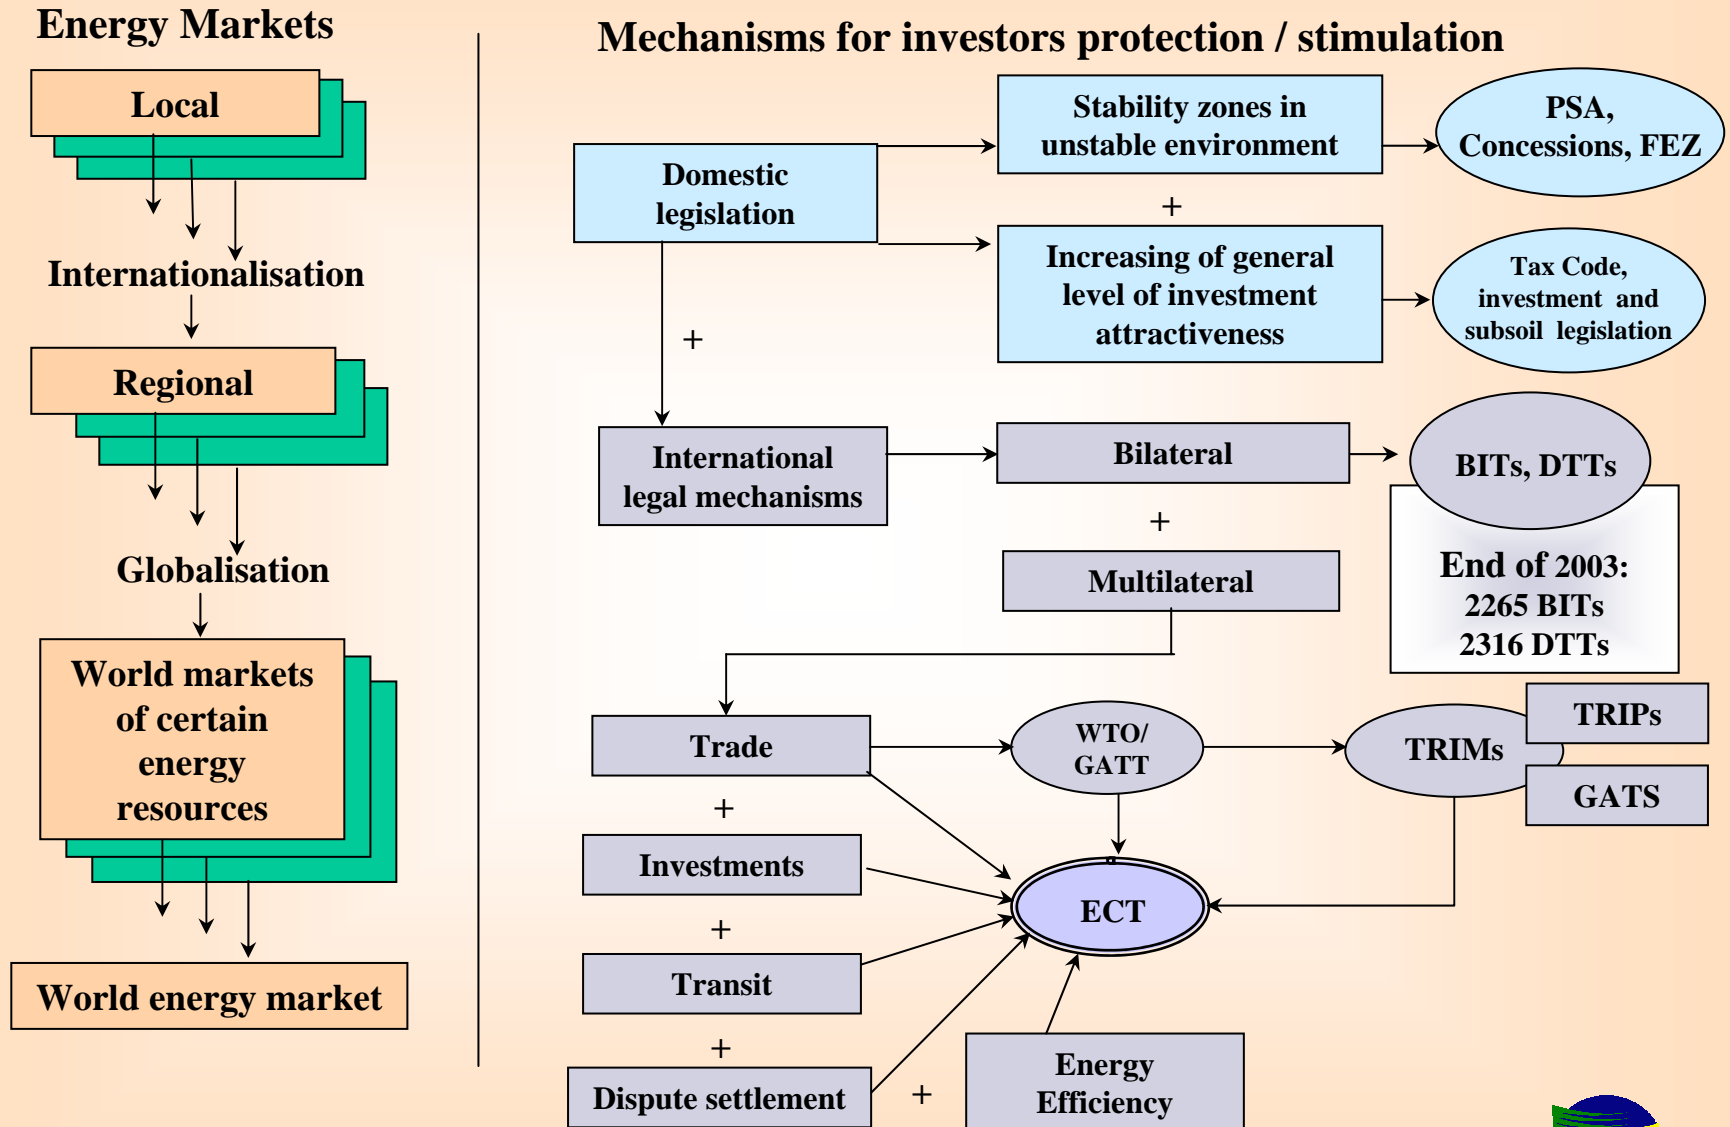 Energy Markets
Local
Internationalisation
Regional
Globalisation
World markets
of certain
energy
resources
World energy market
Mechanisms for investors protection / stimulation
Domestic
legislation
Stability zones in
unstable environment
PSA,
Concessions, FEZ
+
Increasing of general
level of investment
attractiveness
Tax Code,
investment and
subsoil legislation
+
International
legal mechanisms
Bilateral
BITs, DTTs
+
End of 2003:
2265 BITs
2316 DTTs
Multilateral
Trade
WTO/
GATT
TRIMs
TRIPs
GATS
+
Investments
ECT
+
Transit
+
Dispute settlement
+
Energy
Efficiency